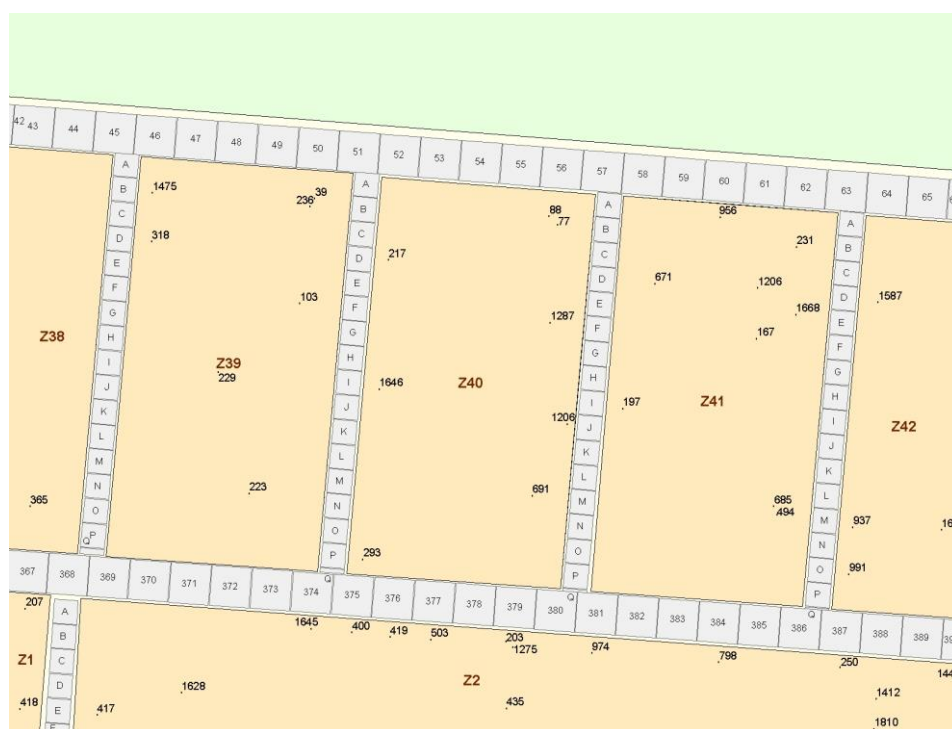 42 43 44 45 46 47 48 49 50 51 52 53 54 55 56 57 58 59 60 61 62 63 64 65
A A A A
B B B B
C C C C
D D D D
E E E E
F F F F
G G G G
H H H H
I I I I
J J J J
K K K K
L L L L
M M M M
N N N N
O O O O
P P P P
Q Q Q Q
1475 236 39 88 77 956 231
318 217 671 1206 1587
103 1287 1668 167
Z38 Z39 Z40 Z41 Z42
229 1646 1206 197
365 223 691 685 494 937
293 991
367 368 369 370 371 372 373 374 375 376 377 378 379 380 381 382 383 384 385 386 387 388 389
207 1645 400 419 503 203 1275 974 798 250
A
B
C
D
E
Z1 Z2
418 417 1628 435 1412
1810